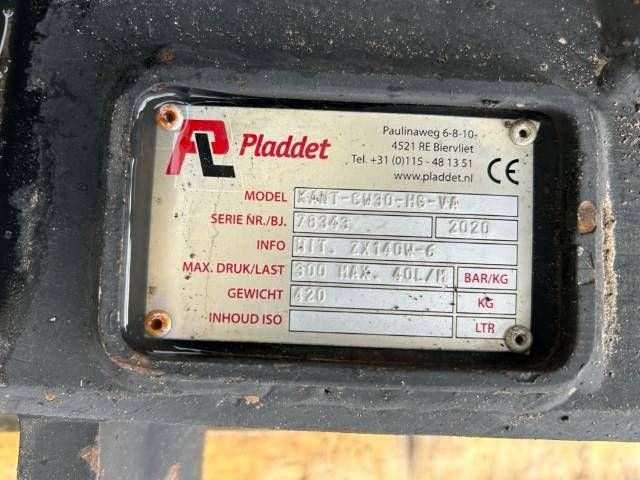 PL Pladdet
Paulinaweg 6-8-10-
4521 RE Biervliet
Tel. +31 (0)115 - 48 13 51
www.pladdet.nl
MODEL KANT-CW30-HG-VA
SERIE NR./BJ. 78343 2020
INFO HIT. ZX140W-6
MAX. DRUK/LAST 300 MAX. 40L/M BAR/KG
GEWICHT 420 KG
INHOUD ISO LTR
CE